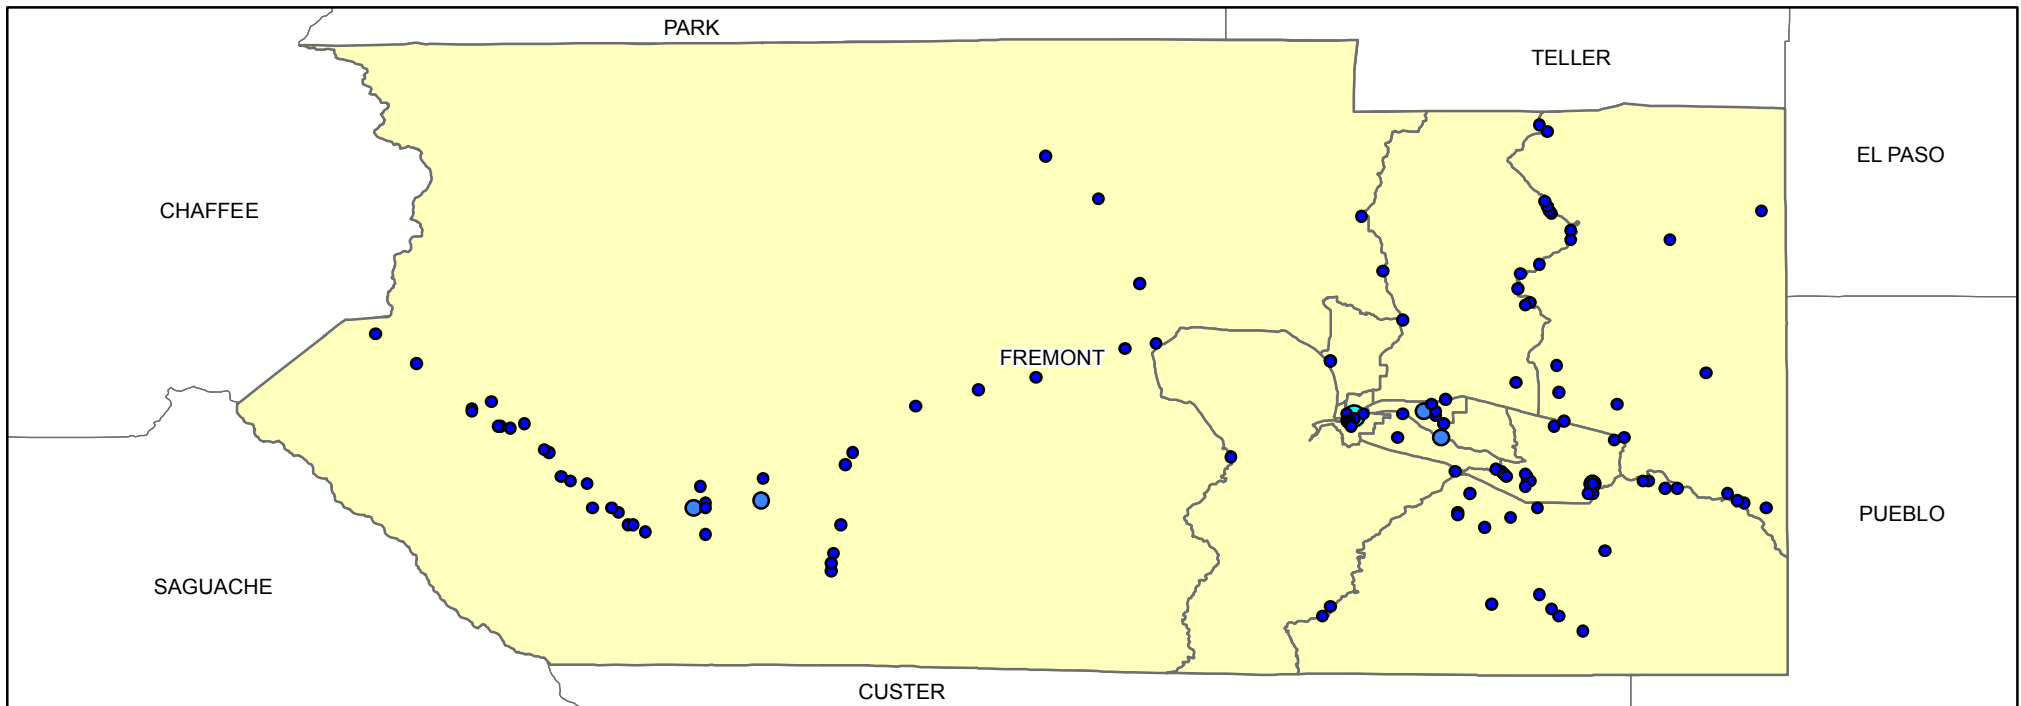 PARK
TELLER
EL PASO
CHAFFEE
FREMONT
PUEBLO
SAGUACHE
CUSTER